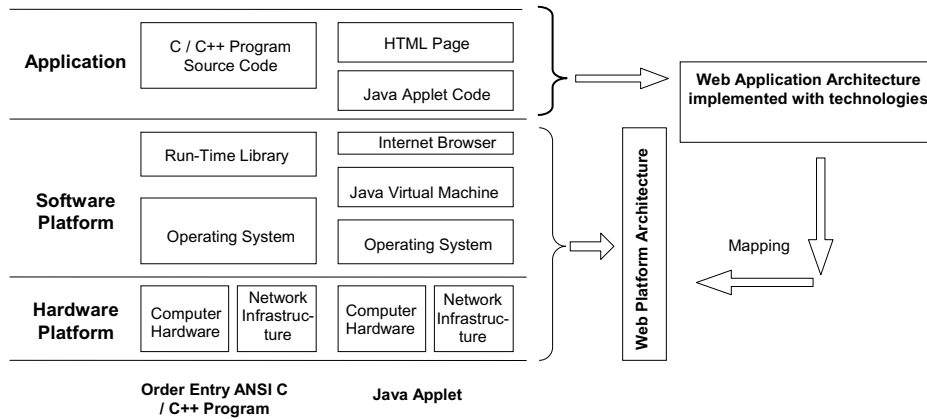 Application
C / C++ Program
Source Code
HTML Page
Java Applet Code
Web Application Architecture
implemented with technologies
Software
Platform
Run-Time Library
Operating System
Internet Browser
Java Virtual Machine
Operating System
Web Platform Architecture
Mapping
Hardware
Platform
Computer
Hardware
Network
Infrastruc-
ture
Computer
Hardware
Network
Infrastruc-
ture
Order Entry ANSI C
/ C++ Program
Java Applet